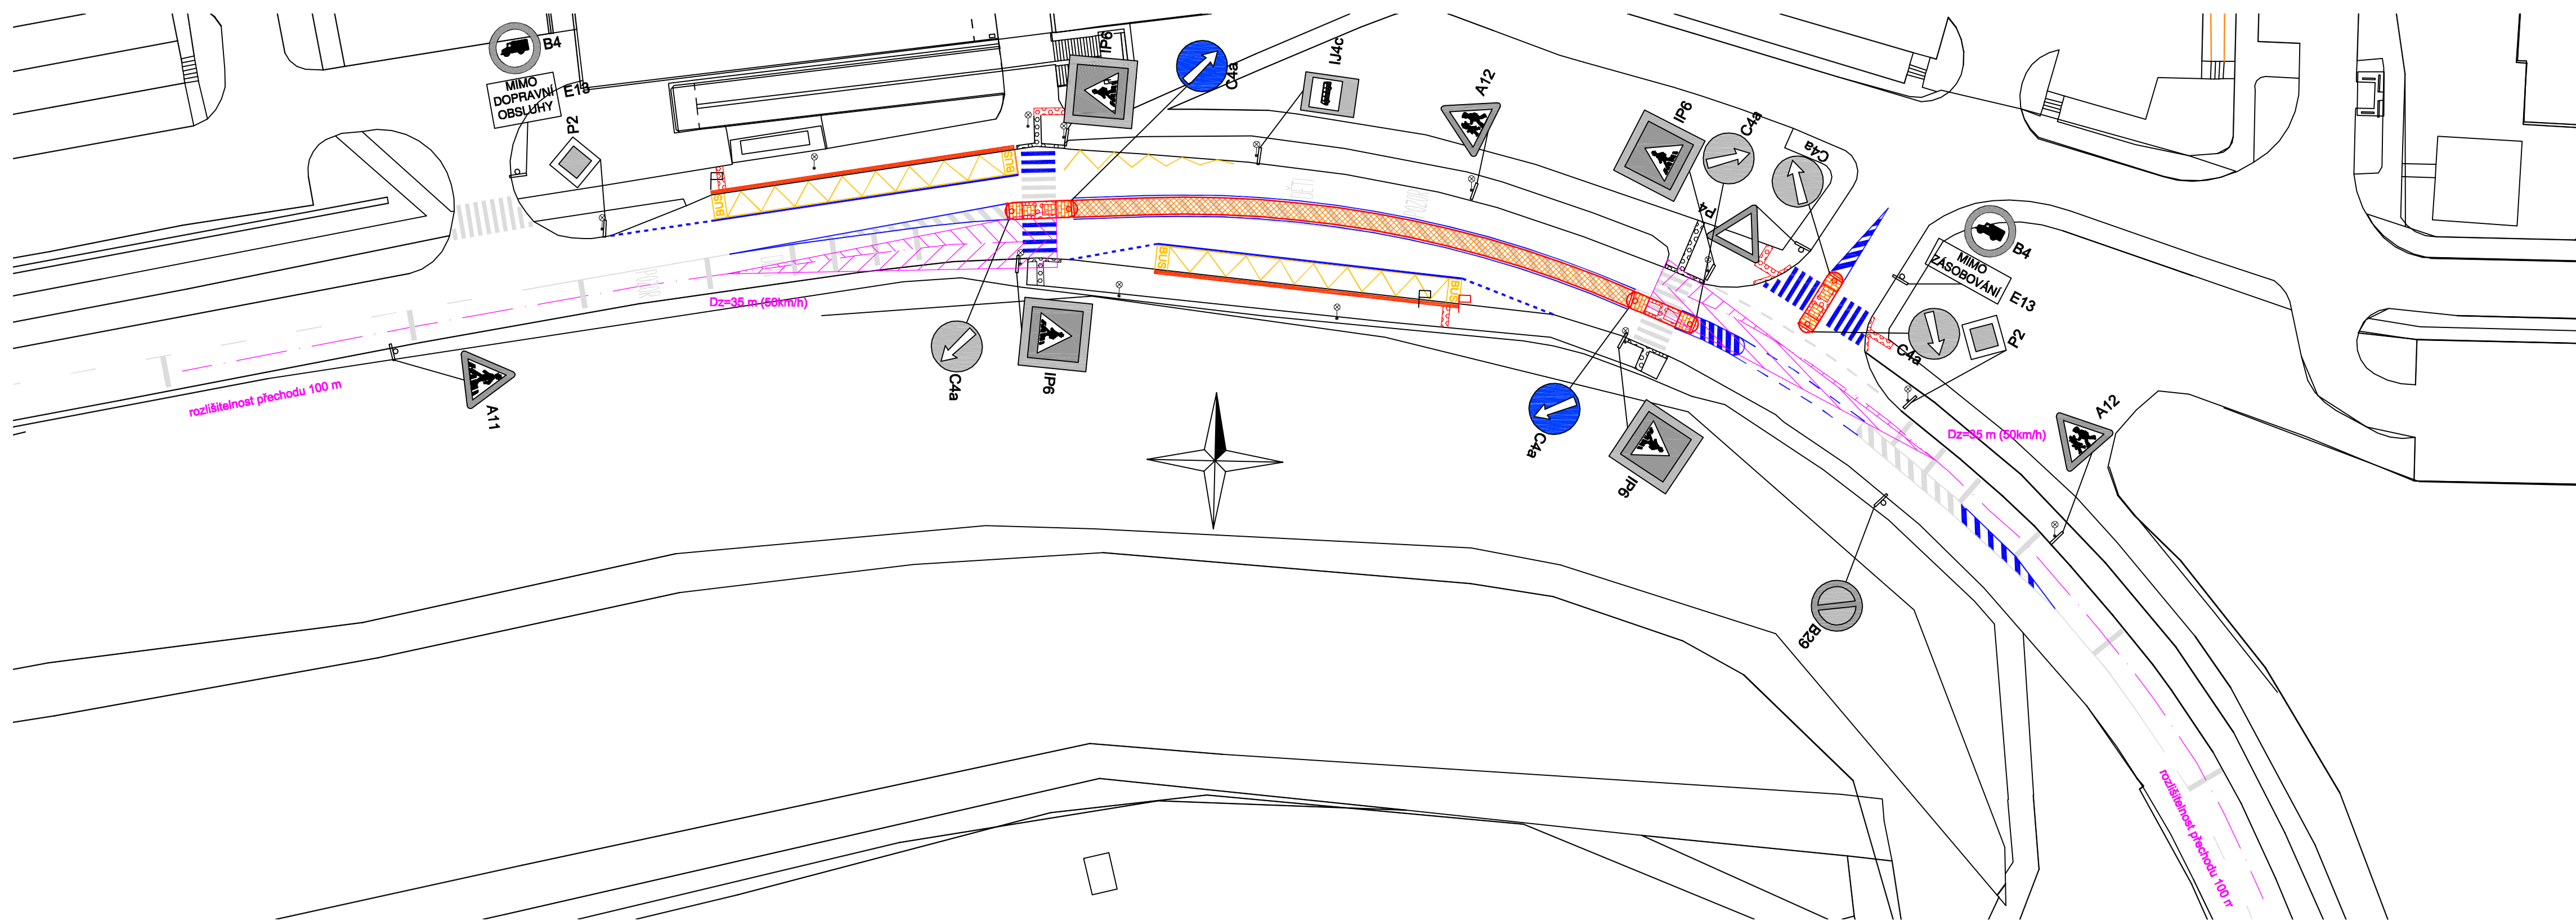 B4
MIMO
DOPRAVNÍ
OBSLUHY
E13
P2
IP6
C4a
IJ4c
A12
IP6
C4a
C4a
P4
B4
MIMO
ZÁSOBOVÁNÍ
E13
P2
C4a
BUS
BUS
BUS
BUS
Dz=35 m (50km/h)
rozlišitelnost přechodu 100 m
A11
C4a
IP6
C4a
IP6
Dz=35 m (50km/h)
A12
B29
rozlišitelnost přechodu 100 m